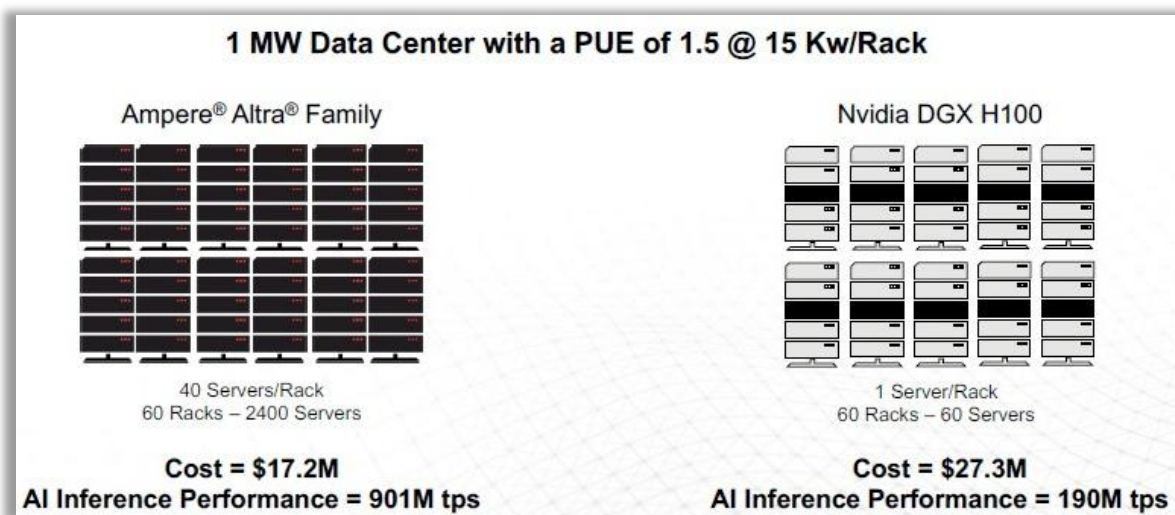 1 MW Data Center with a PUE of 1.5 @ 15 Kw/Rack
Ampere® Altra® Family
40 Servers/Rack
60 Racks – 2400 Servers
Cost = $17.2M
AI Inference Performance = 901M tps
Nvidia DGX H100
1 Server/Rack
60 Racks – 60 Servers
Cost = $27.3M
AI Inference Performance = 190M tps